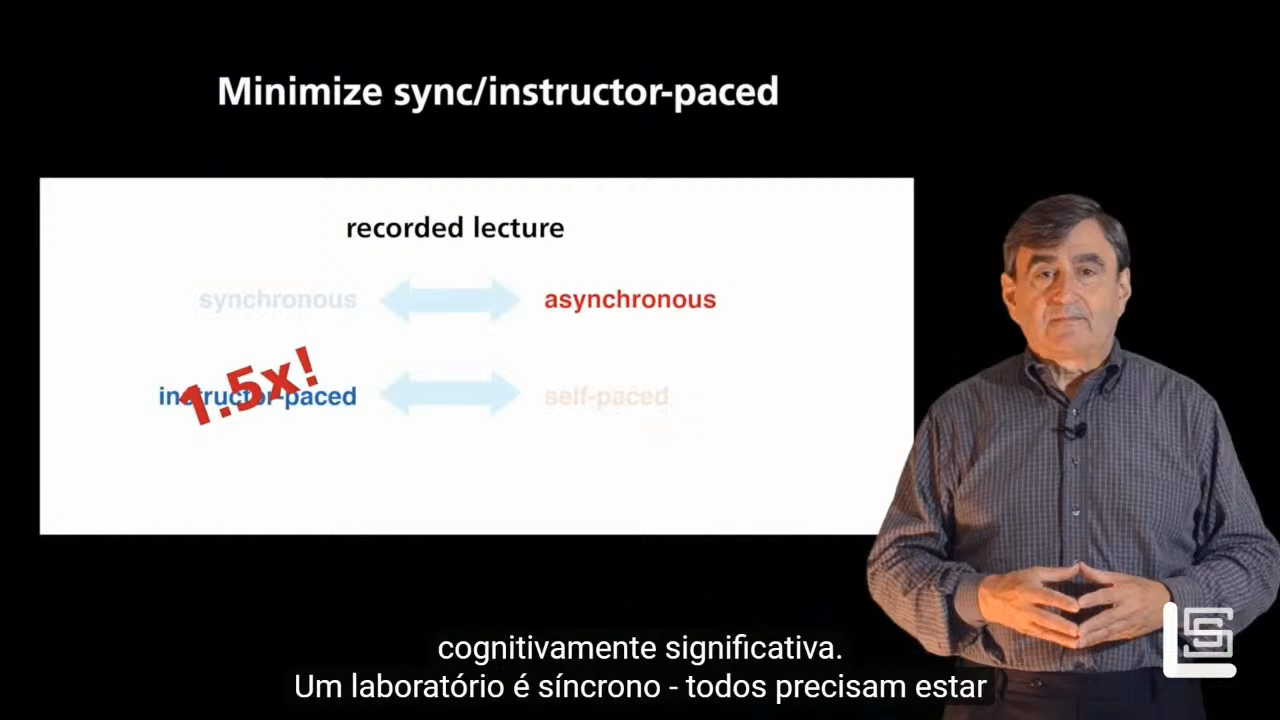 Minimize sync/instructor-paced
recorded lecture
synchronous asynchronous
1.5x!
instructor-paced self-paced
cognitivamente significativa.
Um laboratório é síncrono - todos precisam estar